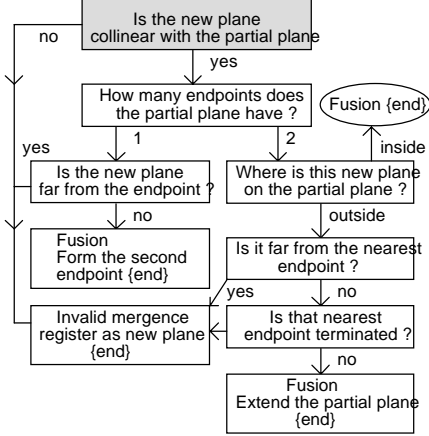 Is the new plane
collinear with the partial plane
no
yes
How many endpoints does
the partial plane have ?
Fusion {end}
1
2
inside
yes
Is the new plane
far from the endpoint ?
Where is this new plane
on the partial plane ?
no
outside
Fusion
Form the second
endpoint {end}
Is it far from the nearest
endpoint ?
yes
no
Invalid mergence
register as new plane
{end}
Is that nearest
endpoint terminated ?
no
Fusion
Extend the partial plane
{end}